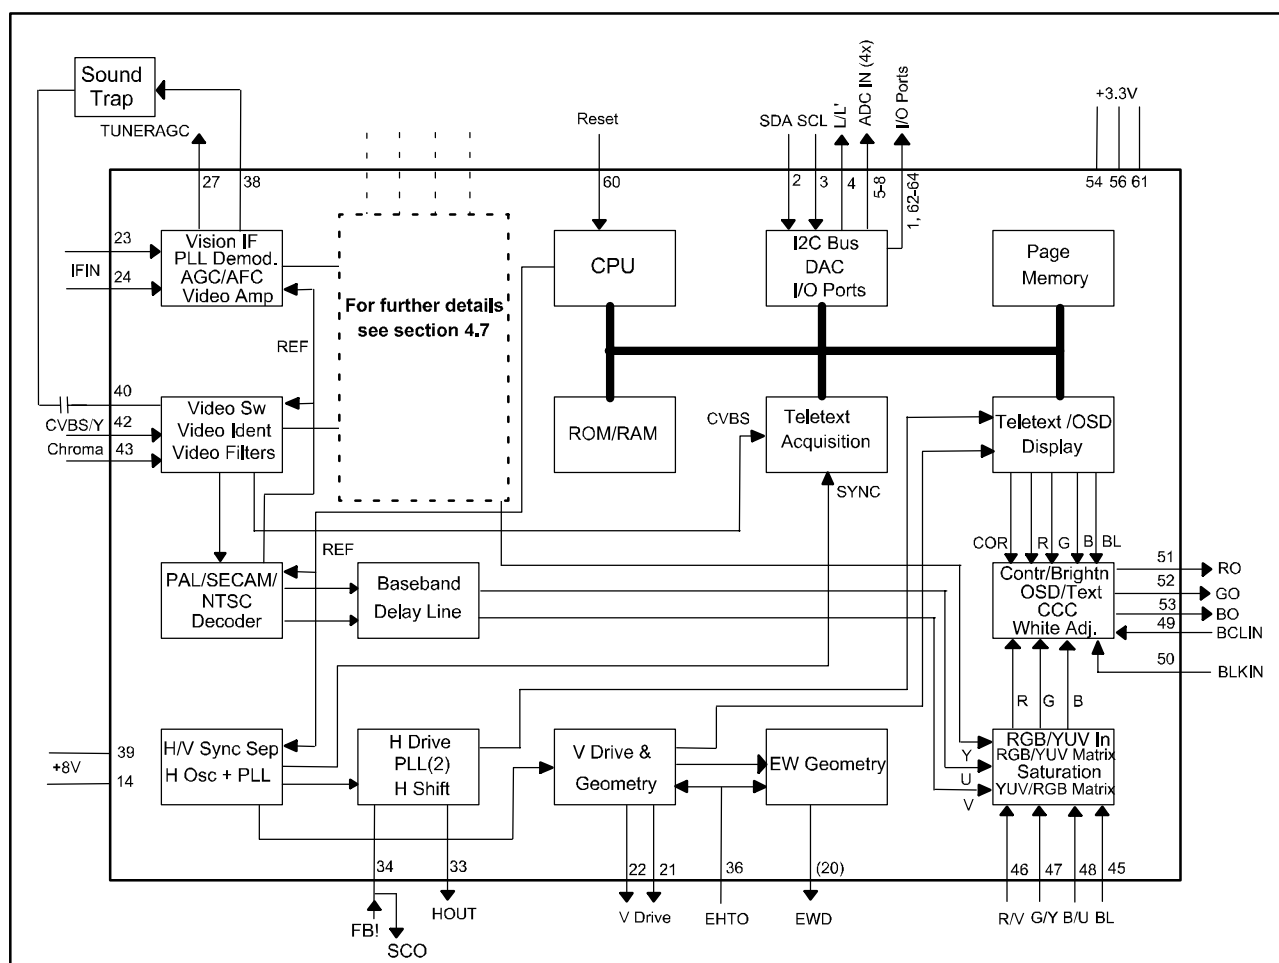 Sound
Trap
TUNERAGC
Reset
SDA SCL
L/L'
ADC IN (4x)
I/O Ports
+3.3V
27
38
60
2
3
4
5-8
1, 62-64
54
56
61
23
IFIN
24
Vision IF
PLL Demod.
AGC/AFC
Video Amp
For further details
see section 4.7
CPU
I2C Bus
DAC
I/O Ports
Page
Memory
REF
40
CVBS/Y
42
Chroma
43
Video Sw
Video Ident
Video Filters
ROM/RAM
CVBS
Teletext
Acquisition
Teletext /OSD
Display
SYNC
REF
COR
R
G
B
BL
PAL/SECAM/
NTSC
Decoder
Baseband
Delay Line
Contr/Brightn
OSD/Text
CCC
White Adj.
51
RO
52
GO
53
BO
49
BCLIN
50
BLKIN
R
G
B
39
+8V
14
H/V Sync Sep
H Osc + PLL
H Drive
PLL(2)
H Shift
V Drive &
Geometry
EW Geometry
Y
U
V
RGB/YUV In
RGB/YUV Matrix
Saturation
YUV/RGB Matrix
34
33
22
21
36
(20)
46
47
48
45
FB!
SCO
HOUT
V Drive
EHTO
EWD
R/V
G/Y
B/U
BL